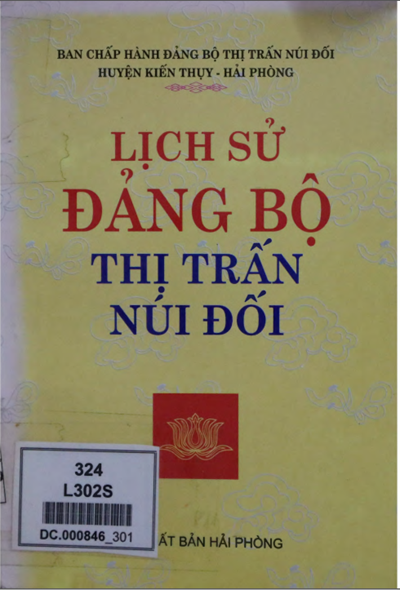 BAN CHẤP HÀNH ĐẢNG BỘ THỊ TRẤN NÚI ĐỐI
HUYỆN KIẾN THỤY - HẢI PHÒNG
LỊCH SỬ
ĐẢNG BỘ
THỊ TRẤN
NÚI ĐỐI
324
L302S
DC.000846_301
BẢN HẢI PHÒNG